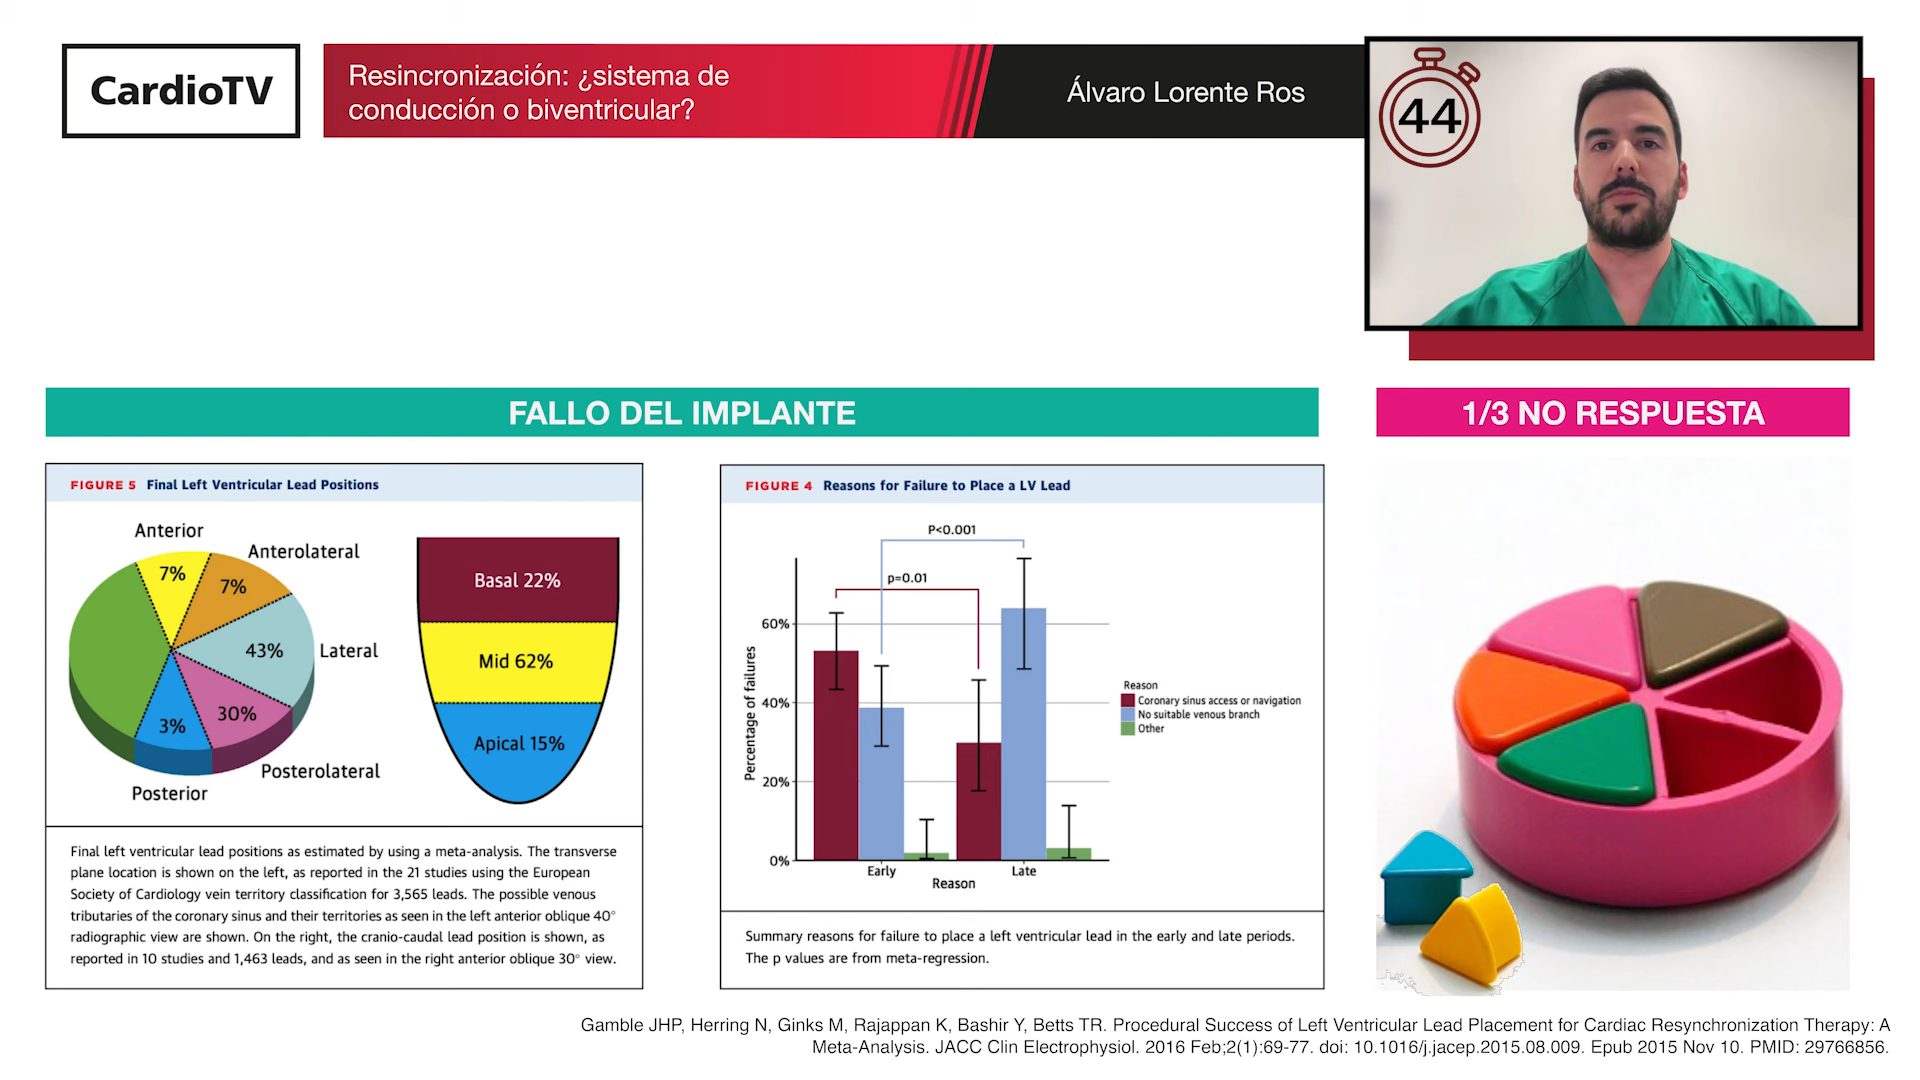 CardioTV
Resincronización: ¿sistema de
conducción o biventricular?
Álvaro Lorente Ros
44
FALLO DEL IMPLANTE
1/3 NO RESPUESTA
FIGURE 5 Final Left Ventricular Lead Positions
Anterior
Anterolateral
7%
7%
43%
Lateral
30%
3%
Posterolateral
Posterior
Basal 22%
Mid 62%
Apical 15%
Final left ventricular lead positions as estimated by using a meta-analysis. The transverse
plane location is shown on the left, as reported in the 21 studies using the European
Society of Cardiology vein territory classification for 3,565 leads. The possible venous
tributaries of the coronary sinus and their territories as seen in the left anterior oblique 40°
radiographic view are shown. On the right, the cranio-caudal lead position is shown, as
reported in 10 studies and 1,463 leads, and as seen in the right anterior oblique 30° view.
FIGURE 4 Reasons for Failure to Place a LV Lead
P<0.001
p=0.01
Percentage of failures
60%
40%
20%
0%
Early
Late
Reason
Reason
Coronary sinus access or navigation
No suitable venous branch
Other
Summary reasons for failure to place a left ventricular lead in the early and late periods.
The p values are from meta-regression.
Gamble JHP, Herring N, Ginks M, Rajappan K, Bashir Y, Betts TR. Procedural Success of Left Ventricular Lead Placement for Cardiac Resynchronization Therapy: A
Meta-Analysis. JACC Clin Electrophysiol. 2016 Feb;2(1):69-77. doi: 10.1016/j.jacep.2015.08.009. Epub 2015 Nov 10. PMID: 29766856.